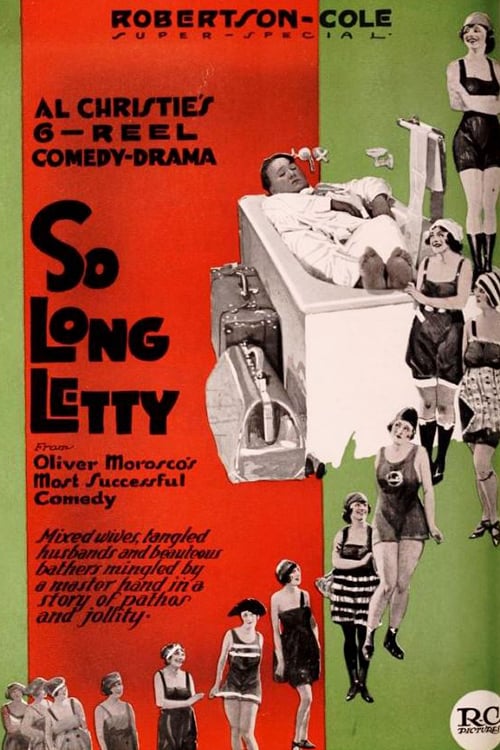 ROBERTSON-COLE
SUPER-SPECIAL
AL CHRISTIE'S
6-REEL
COMEDY-DRAMA
SO
LONG
LETTY
From
Oliver Morosco's
Most Successful
Comedy
Mixed wives, tangled
husbands and beauteous
bathers mingled by
a master hand in a
story of pathos
and jollity.
RC
PICTURES